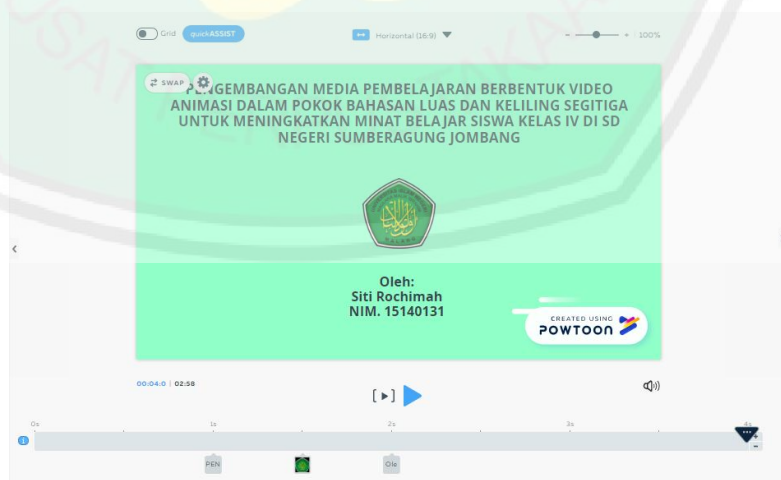 Grid quickASSIST Horizontal (16:9) - + 100%
SWAP
PENGEMBANGAN MEDIA PEMBELAJARAN BERBENTUK VIDEO
ANIMASI DALAM POKOK BAHASAN LUAS DAN KELILING SEGITIGA
UNTUK MENINGKATKAN MINAT BELAJAR SISWA KELAS IV DI SD
NEGERI SUMBERAGUNG JOMBANG
Oleh:
Siti Rochimah
NIM. 15140131
CREATED USING
POWTOON
00:04:0 | 02:58
0s 1s 2s 3s 4s
PEN Ole